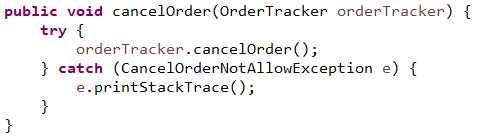 public void cancelOrder(OrderTracker orderTracker) {
    try {
        orderTracker.cancelOrder();
    } catch (CancelOrderNotAllowException e) {
        e.printStackTrace();
    }
}